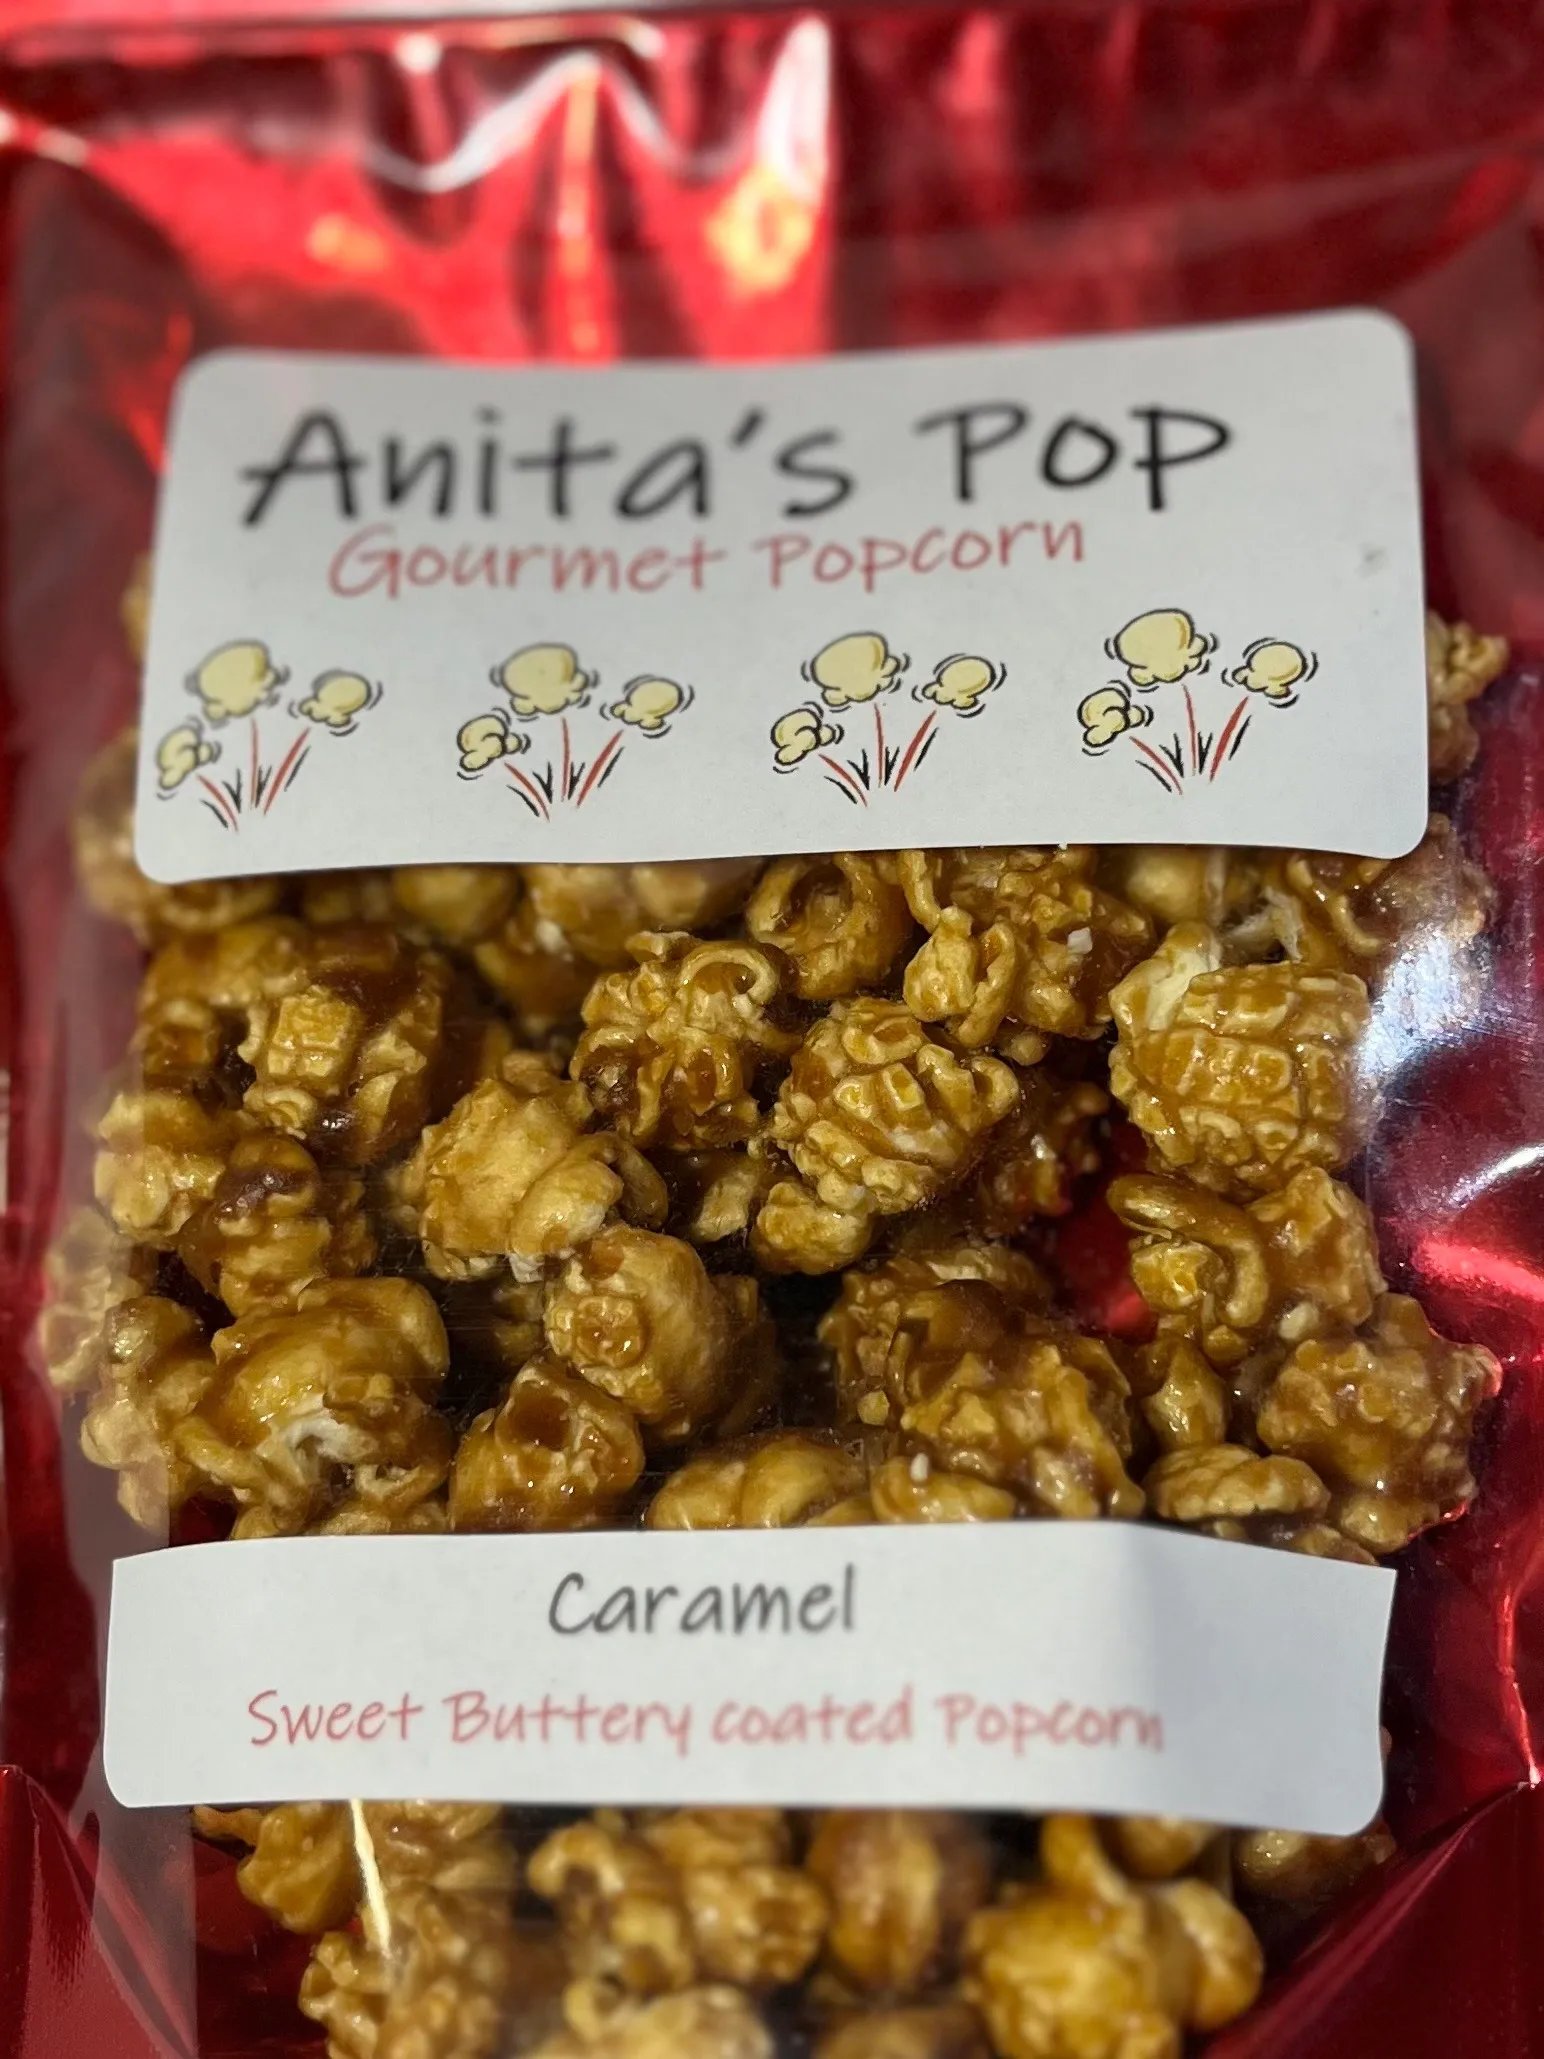 Anita's POP
Gourmet Popcorn
Caramel
Sweet Buttery coated Popcorn